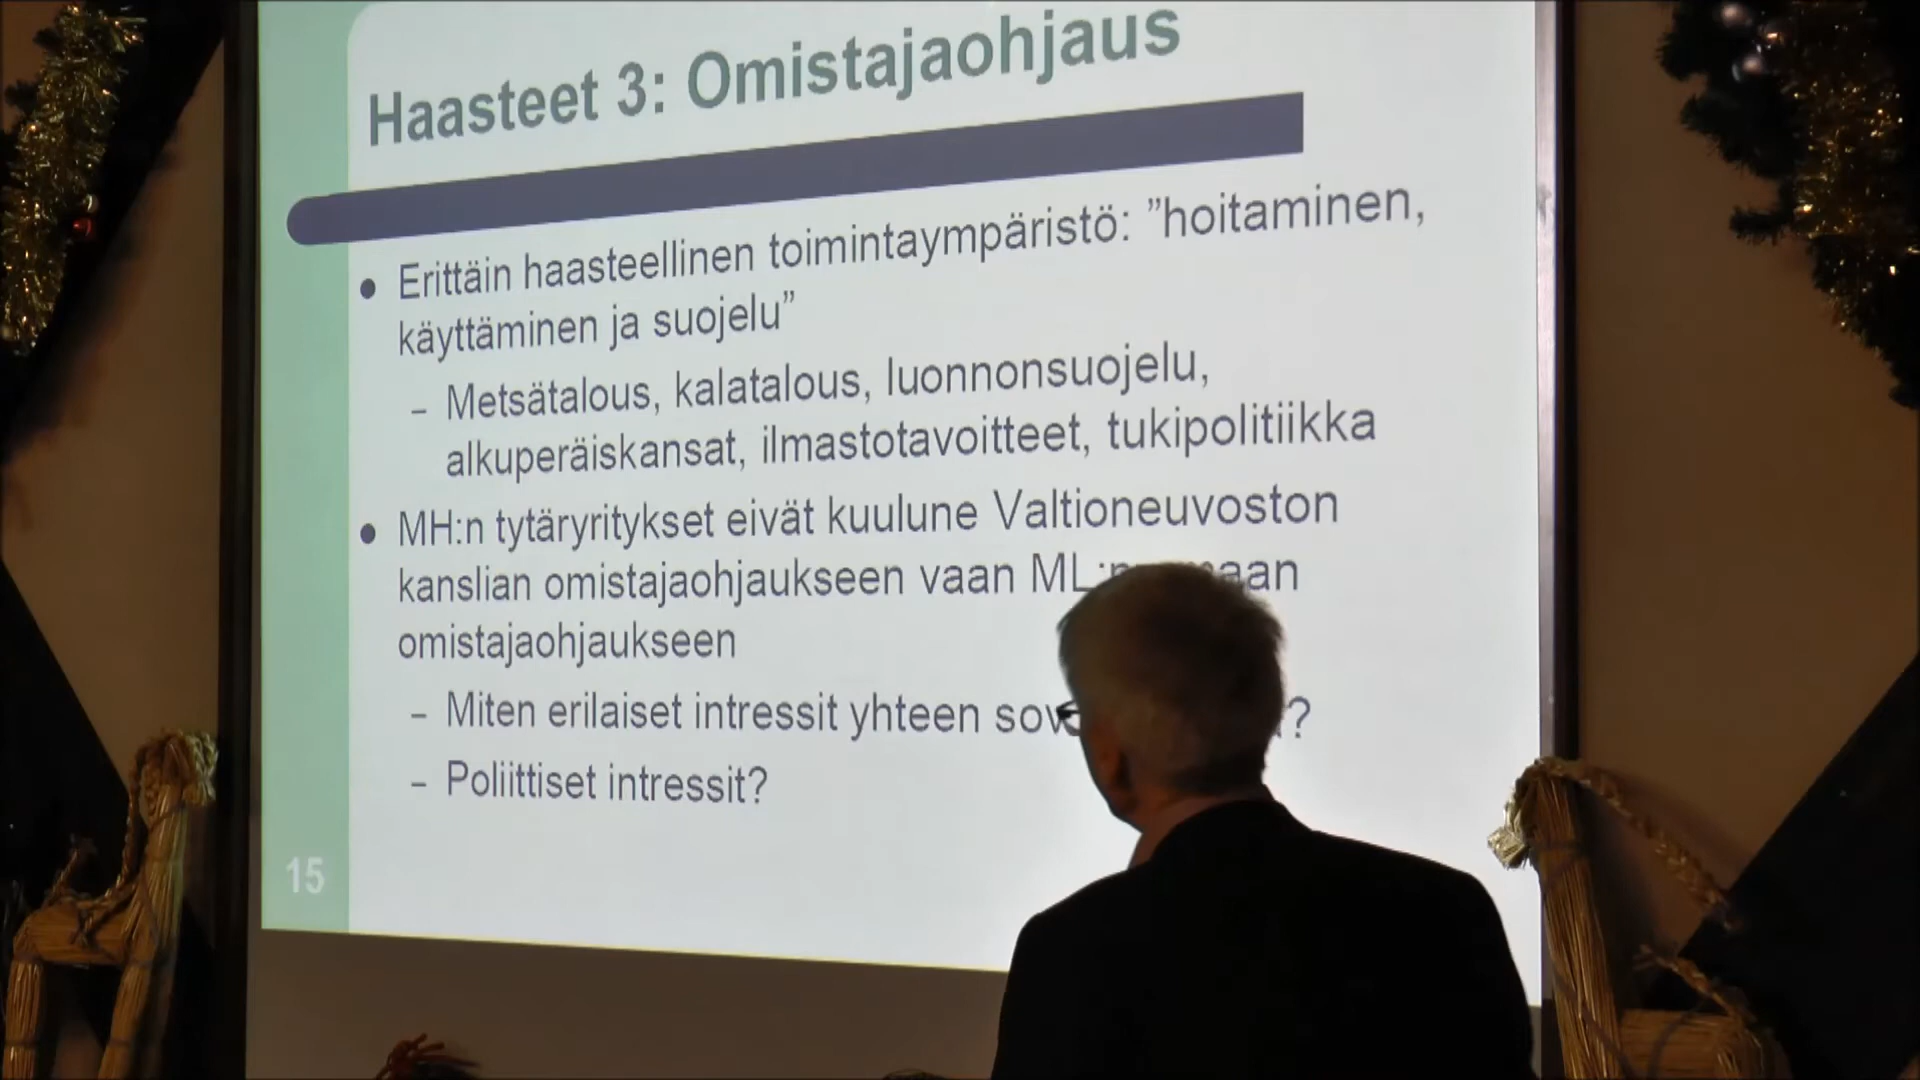 Haasteet 3: Omistajaohjaus
● Erittäin haasteellinen toimintaympäristö: ”hoitaminen,
käyttäminen ja suojelu”
– Metsätalous, kalatalous, luonnonsuojelu,
alkuperäiskansat, ilmastotavoitteet, tukipolitiikka
● MH:n tytäryritykset eivät kuulune Valtioneuvoston
kanslian omistajaohjaukseen vaan
omistajaohjaukseen
– Miten erilaiset intressit yhteen ?
– Poliittiset intressit?
15